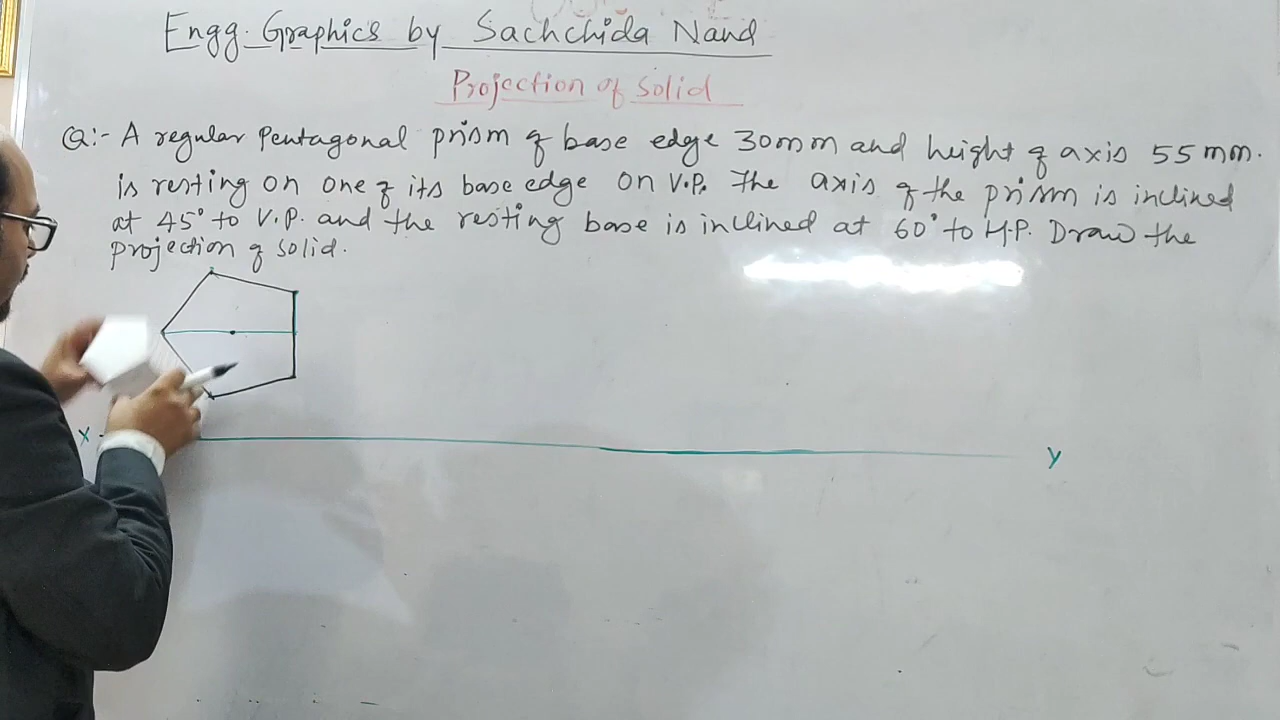 Engg. Graphics by Sachchida Nand
Projection of Solid
Q:- A regular Pentagonal prism of base edge 30mm and height of axis 55mm.
is resting on one of its base edge on V.P. The axis of the prism is inclined
at 45° to V.P. and the resting base is inclined at 60° to H.P. Draw the
projection of solid.
X
Y